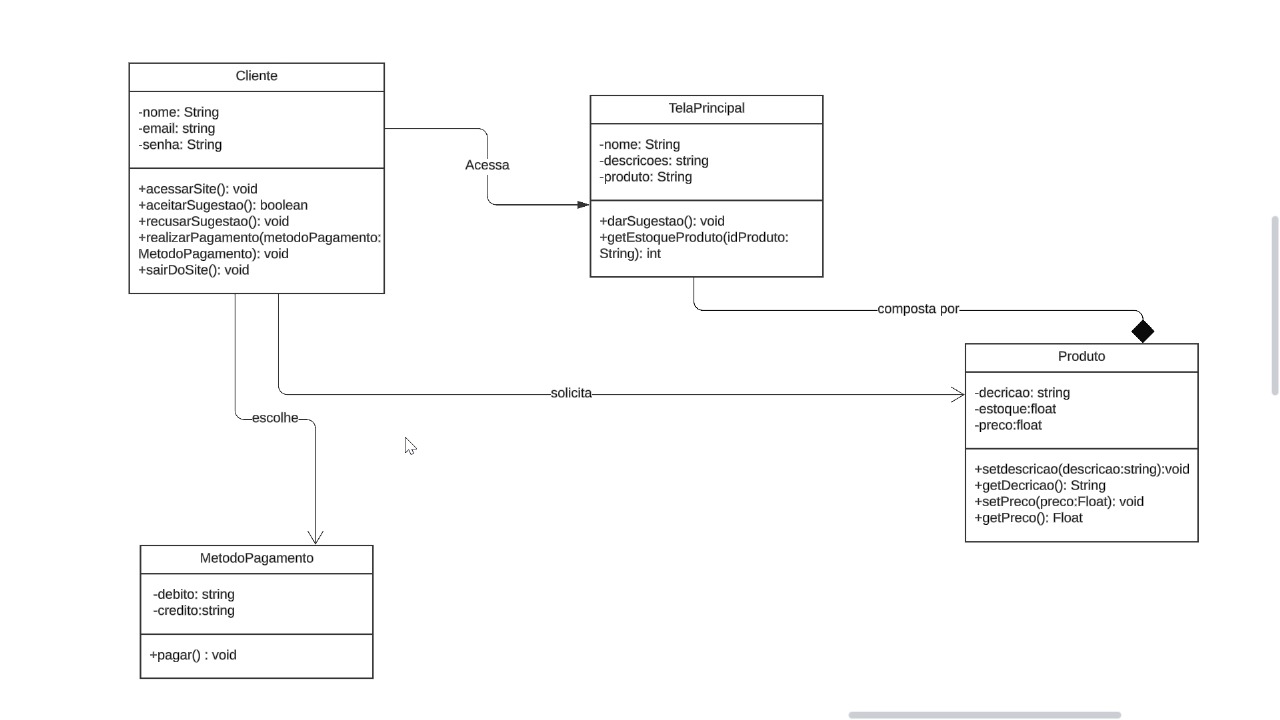 Cliente
-nome: String
-email: string
-senha: String
+acessarSite(): void
+aceitarSugestao(): boolean
+recusarSugestao(): void
+realizarPagamento(metodoPagamento:
MetodoPagamento): void
+sairDoSite(): void
Acessa
TelaPrincipal
-nome: String
-descricoes: string
-produto: String
+darSugestao(): void
+getEstoqueProduto(idProduto:
String): int
composta por
solicita
escolhe
Produto
-decricao: string
-estoque:float
-preco:float
+setdescricao(descricao:string):void
+getDecricao(): String
+setPreco(preco:Float): void
+getPreco(): Float
MetodoPagamento
-debito: string
-credito:string
+pagar() : void